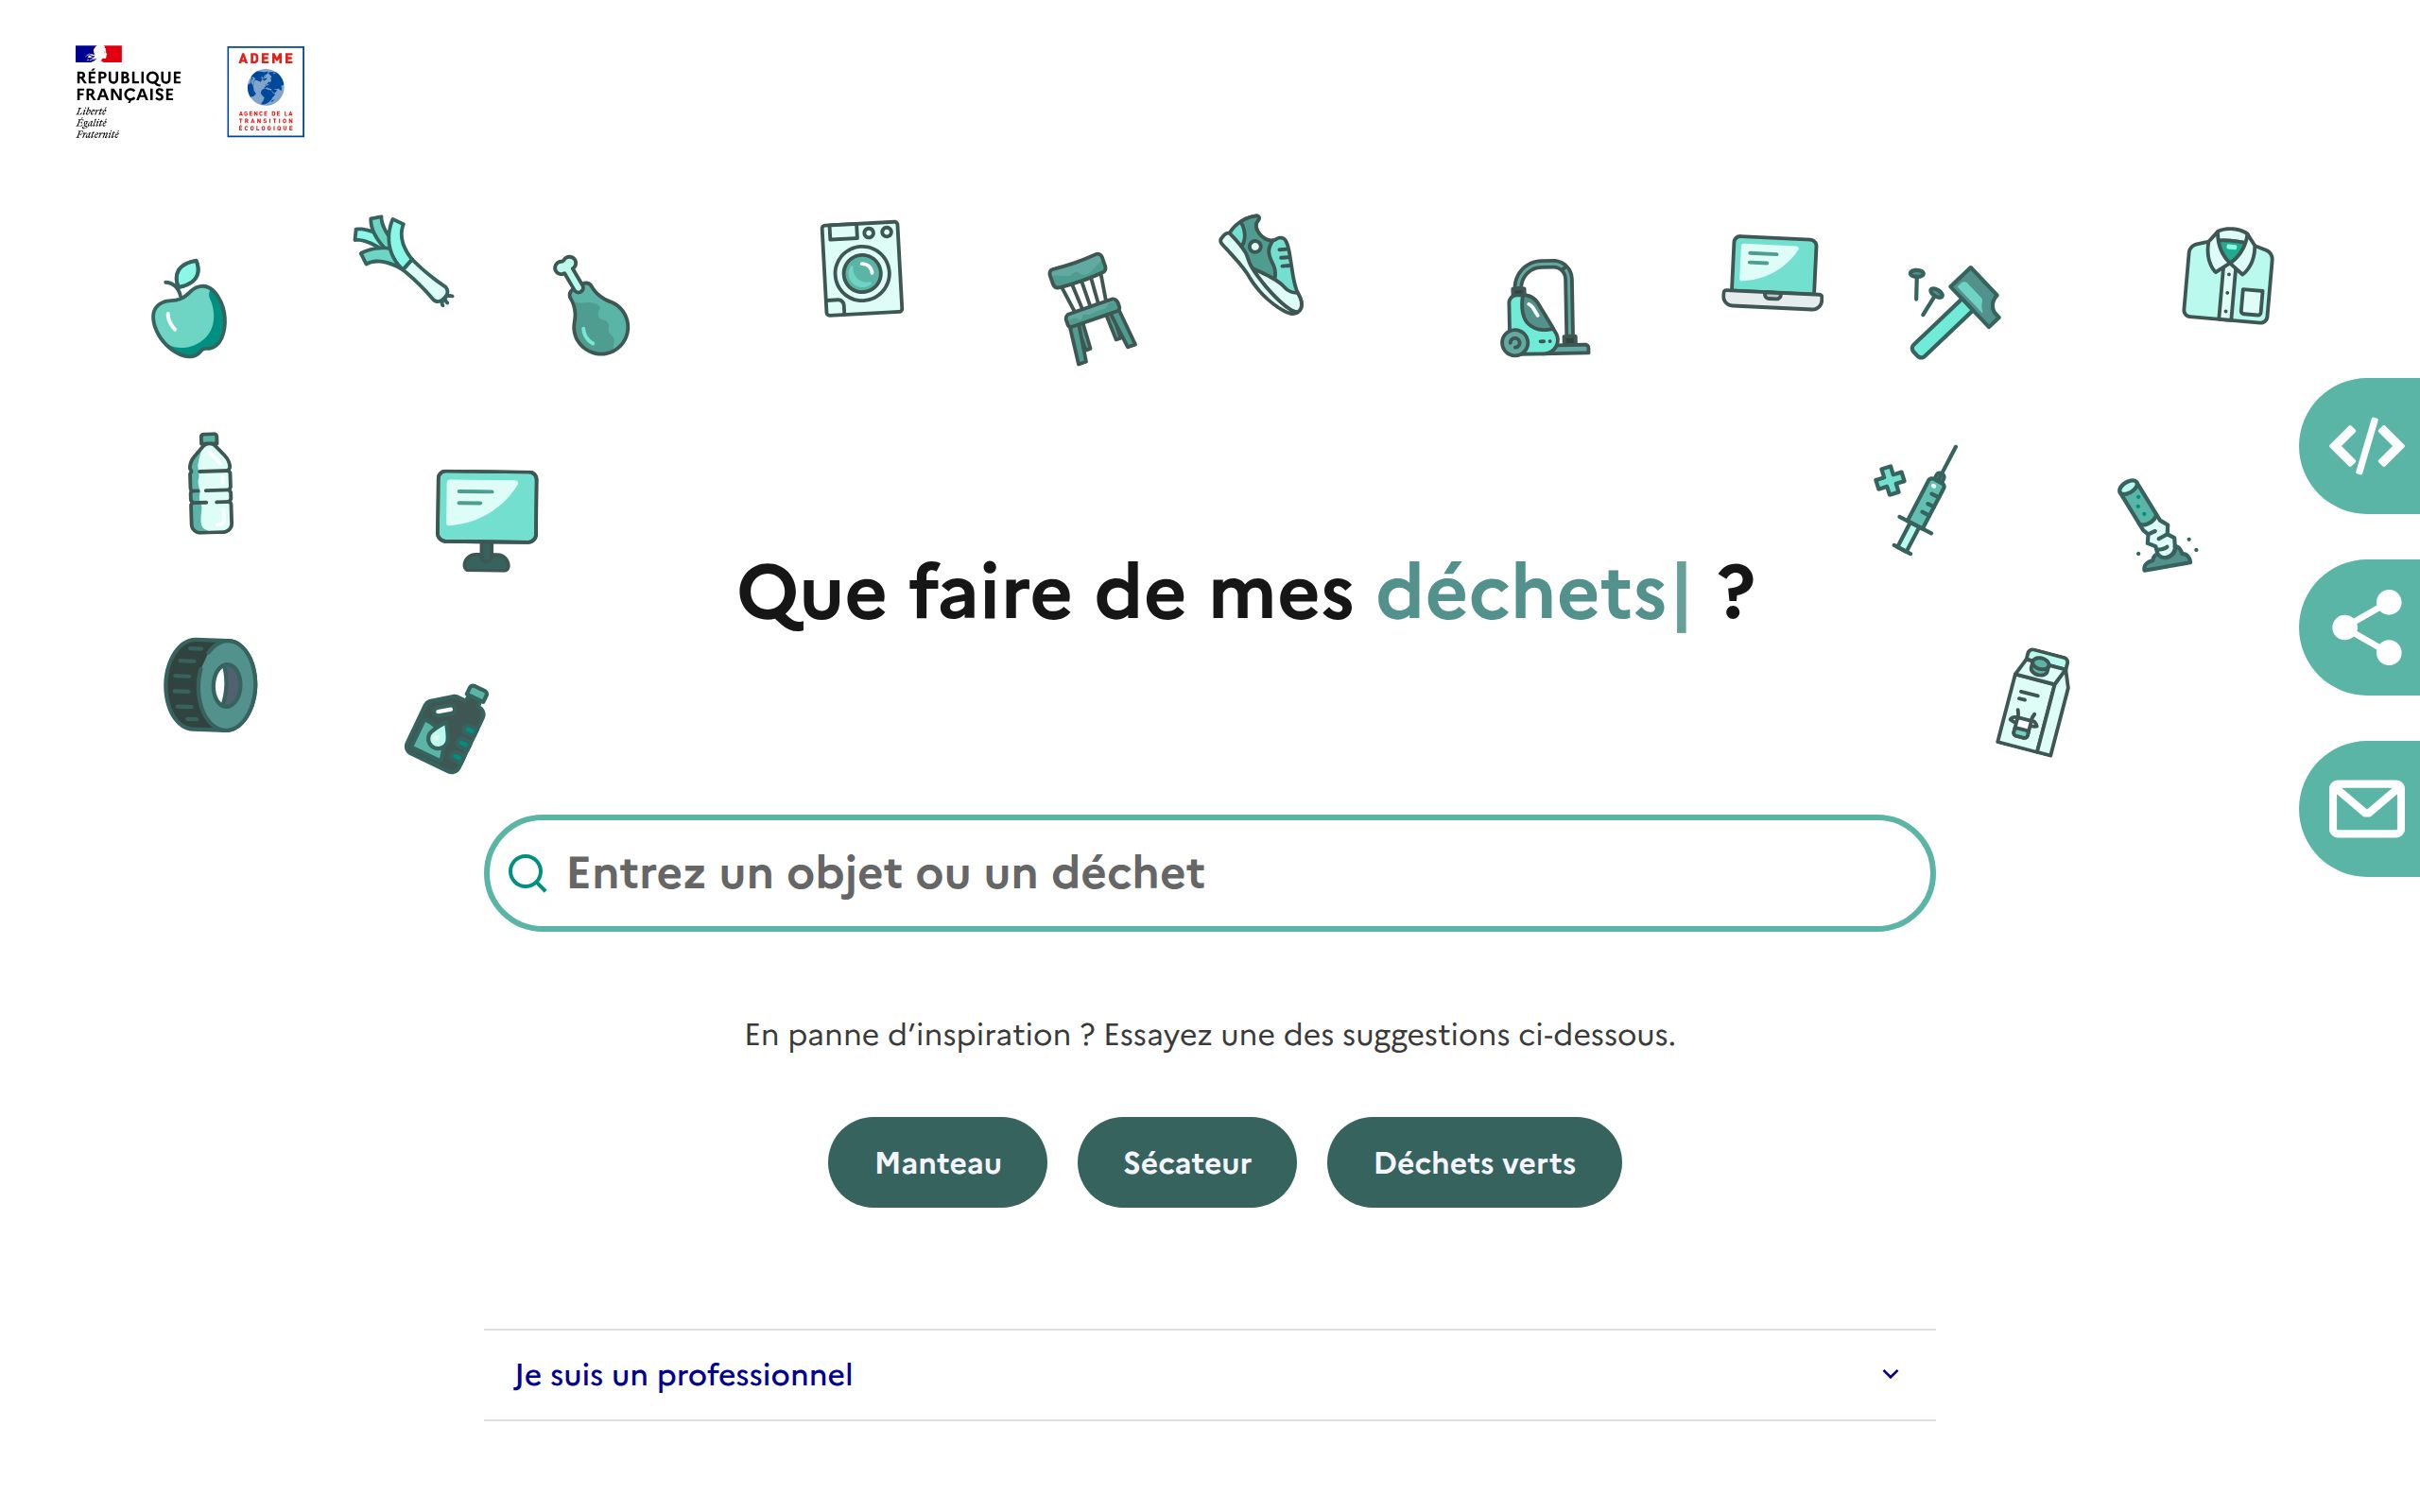 RÉPUBLIQUE
FRANÇAISE
Liberté
Égalité
Fraternité
ADEME
AGENCE DE LA
TRANSITION
ÉCOLOGIQUE
Que faire de mes déchets| ?
Entrez un objet ou un déchet
En panne d’inspiration ? Essayez une des suggestions ci-dessous.
Manteau
Sécateur
Déchets verts
Je suis un professionnel